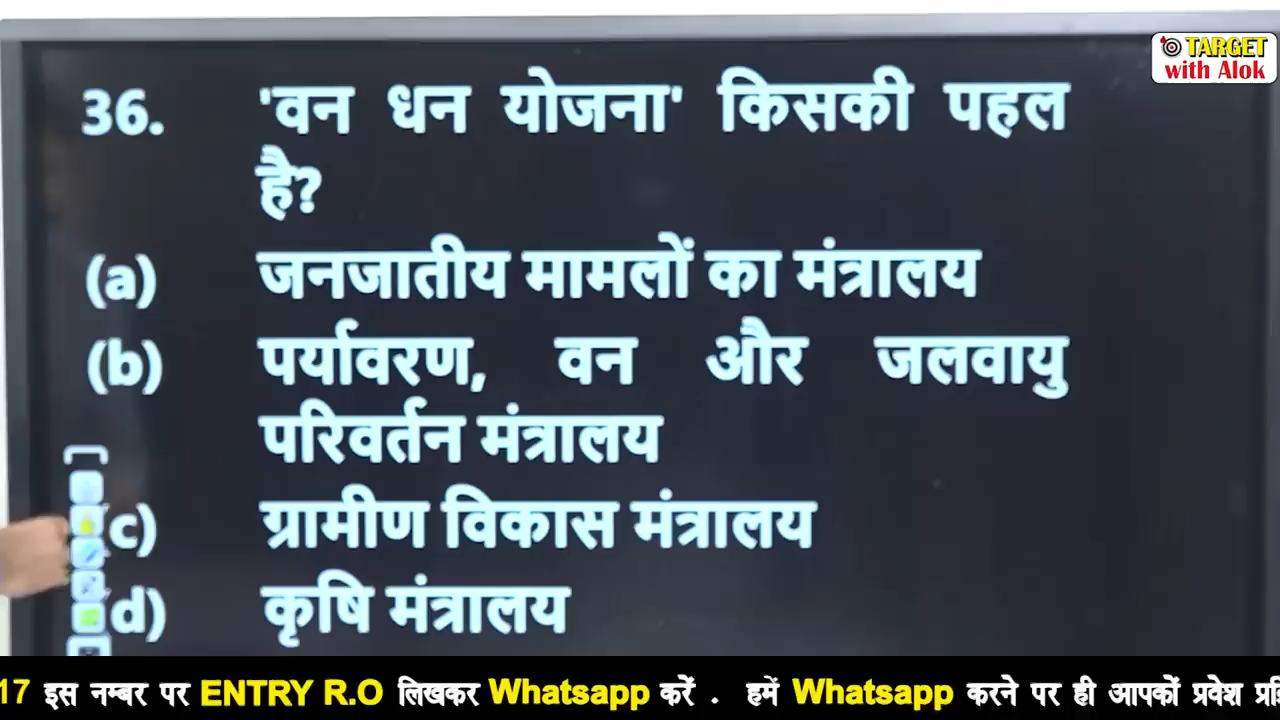 TARGET
with Alok
36. 'वन धन योजना' किसकी पहल
है?
(a) जनजातीय मामलों का मंत्रालय
(b) पर्यावरण, वन और जलवायु
परिवर्तन मंत्रालय
c) ग्रामीण विकास मंत्रालय
d) कृषि मंत्रालय
17 इस नम्बर पर ENTRY R.O लिखकर Whatsapp करें . हमें Whatsapp करने पर ही आपकों प्रवेश